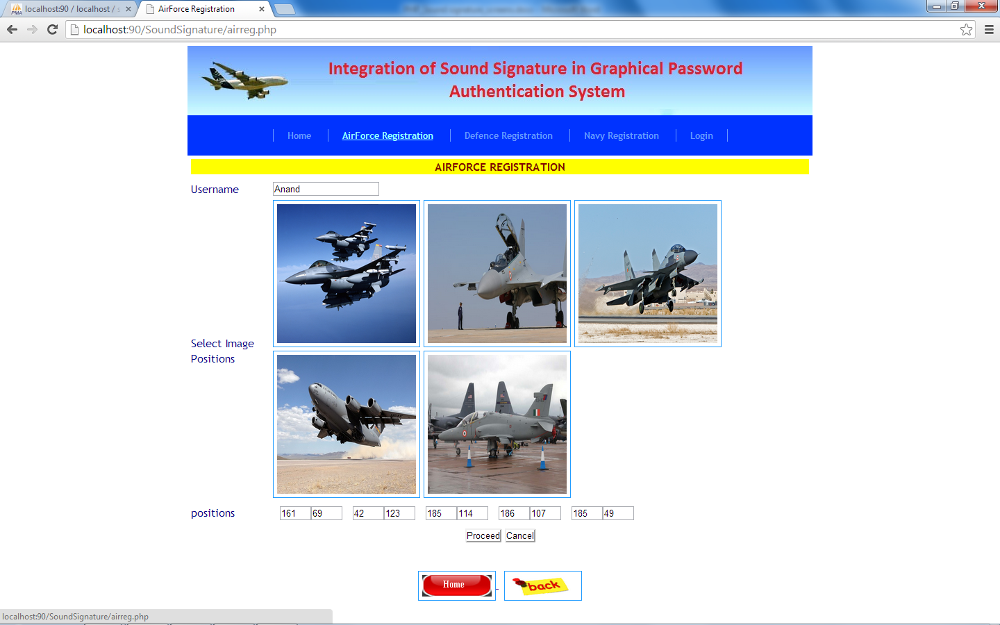 localhost:90 / localhost / s
AirForce Registration
localhost:90/SoundSignature/airreg.php
Integration of Sound Signature in Graphical Password
Authentication System
Home
AirForce Registration
Defence Registration
Navy Registration
Login
AIRFORCE REGISTRATION
Username
Anand
Select Image
Positions
positions
161 69 42 123 185 114 186 107 185 49
Proceed Cancel
Home
back
localhost:90/SoundSignature/airreg.php